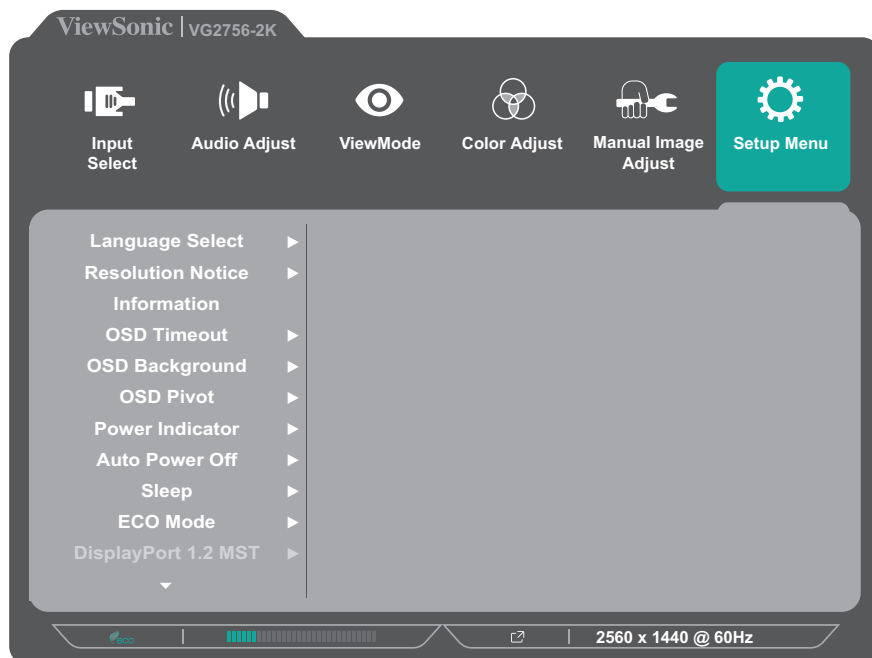 ViewSonic VG2756-2K
Input Select
Audio Adjust
ViewMode
Color Adjust
Manual Image Adjust
Setup Menu
Language Select
Resolution Notice
Information
OSD Timeout
OSD Background
OSD Pivot
Power Indicator
Auto Power Off
Sleep
ECO Mode
DisplayPort 1.2 MST
eco
2560 x 1440 @ 60Hz